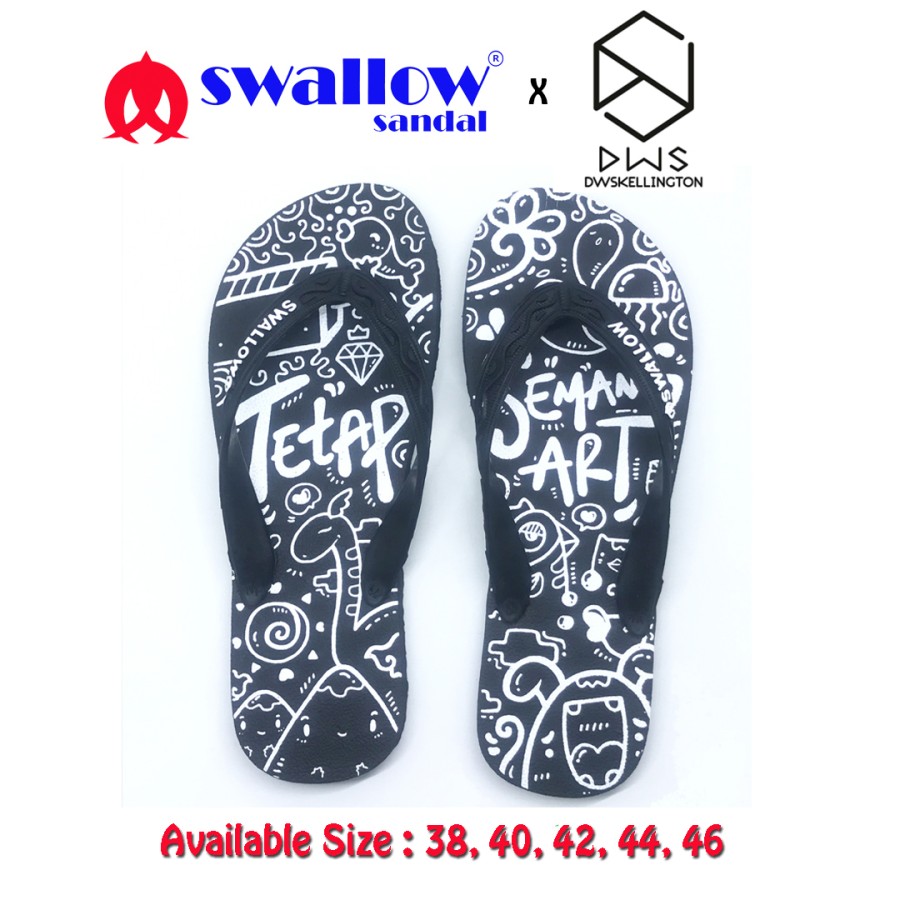 swallow®
sandal
X
DWS
DWSKELLINGTON
SWALLOW®
SWALLOW®
Tetap
SEMAN
ART
Available Size : 38, 40, 42, 44, 46